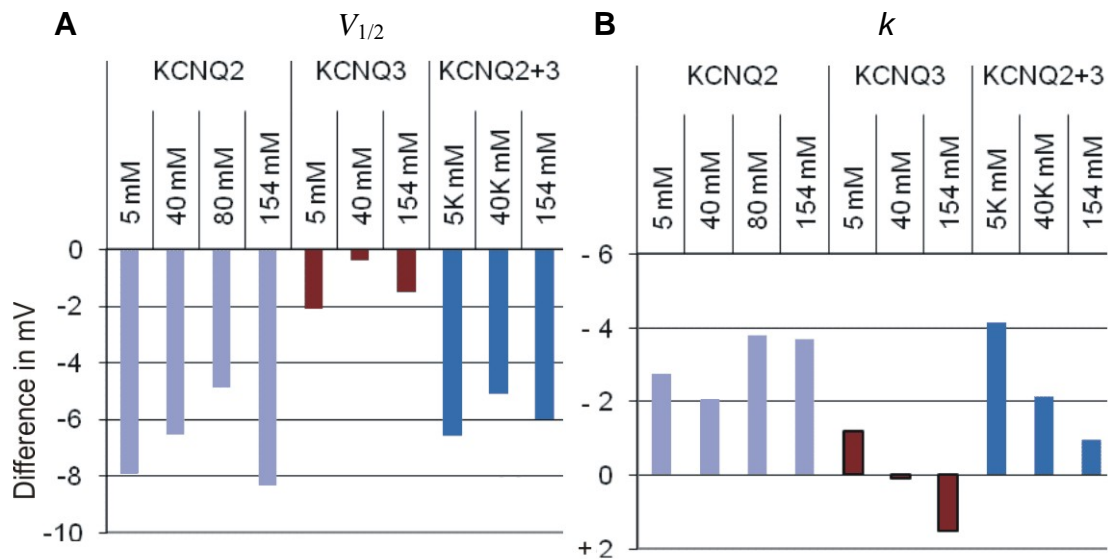 A
V1/2
KCNQ2 KCNQ3 KCNQ2+3
5 mM 40 mM 80 mM 154 mM 5 mM 40 mM 154 mM 5K mM 40K mM 154 mM
0
-2
-4
-6
-8
-10
Difference in mV
B
k
KCNQ2 KCNQ3 KCNQ2+3
5 mM 40 mM 80 mM 154 mM 5 mM 40 mM 154 mM 5K mM 40K mM 154 mM
- 6
- 4
- 2
0
+ 2